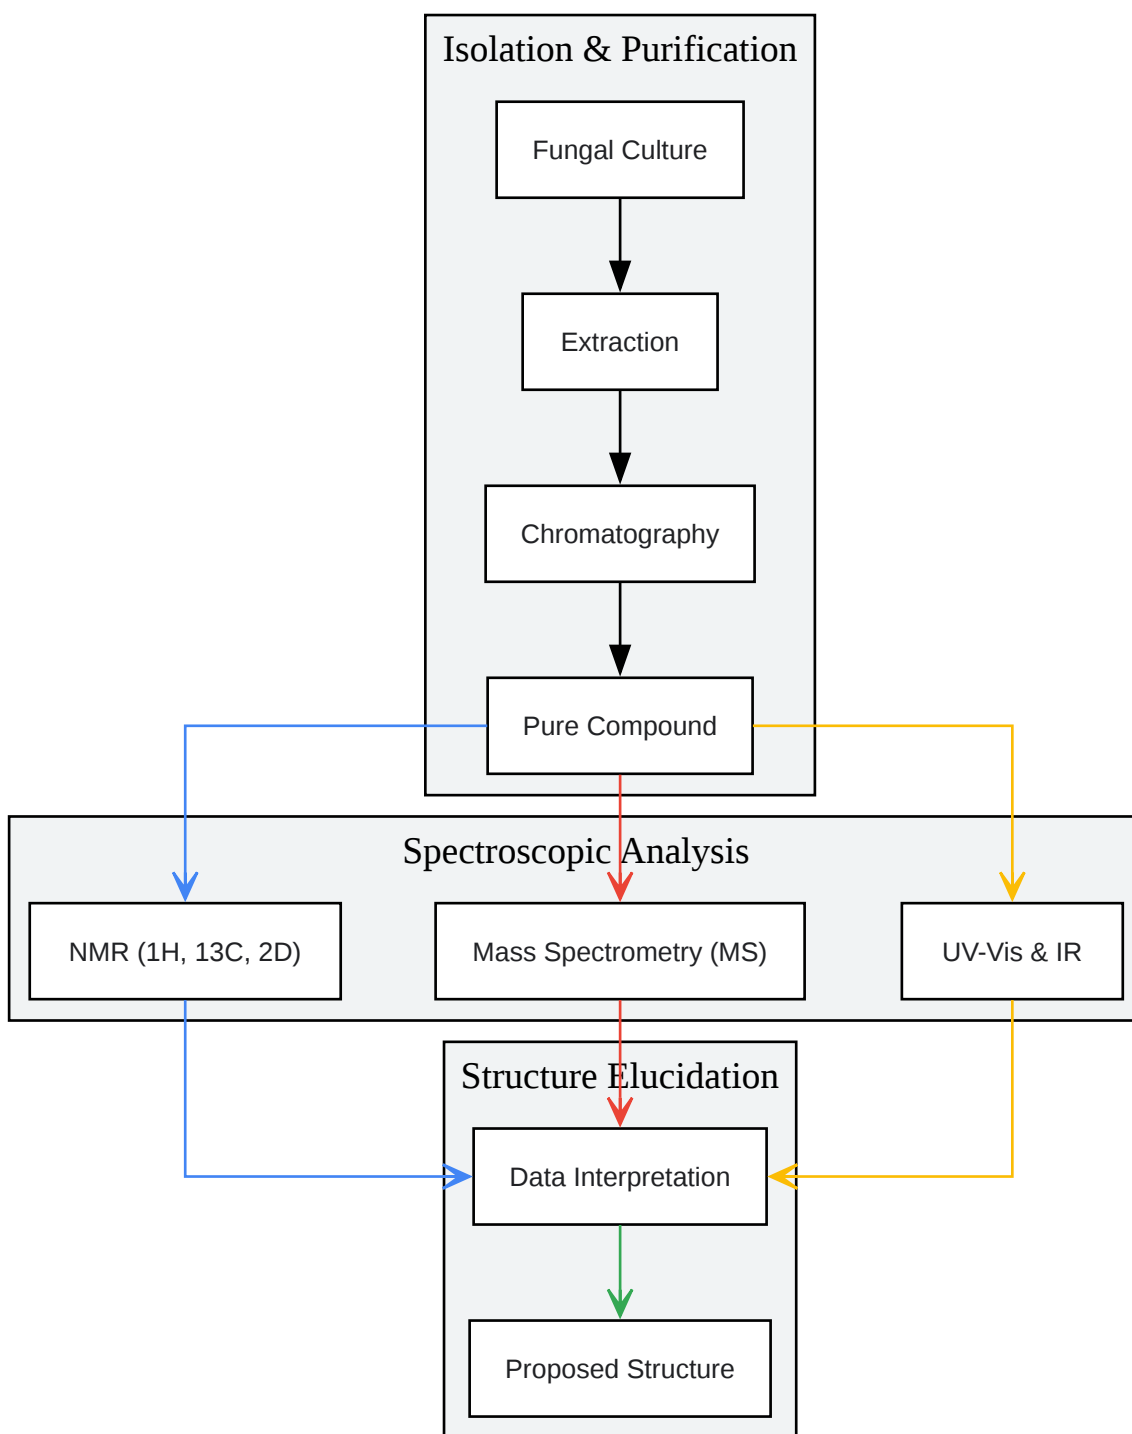 Isolation & Purification
Fungal Culture
Extraction
Chromatography
Pure Compound
Spectroscopic Analysis
NMR (1H, 13C, 2D)
Mass Spectrometry (MS)
UV-Vis & IR
Structure Elucidation
Data Interpretation
Proposed Structure